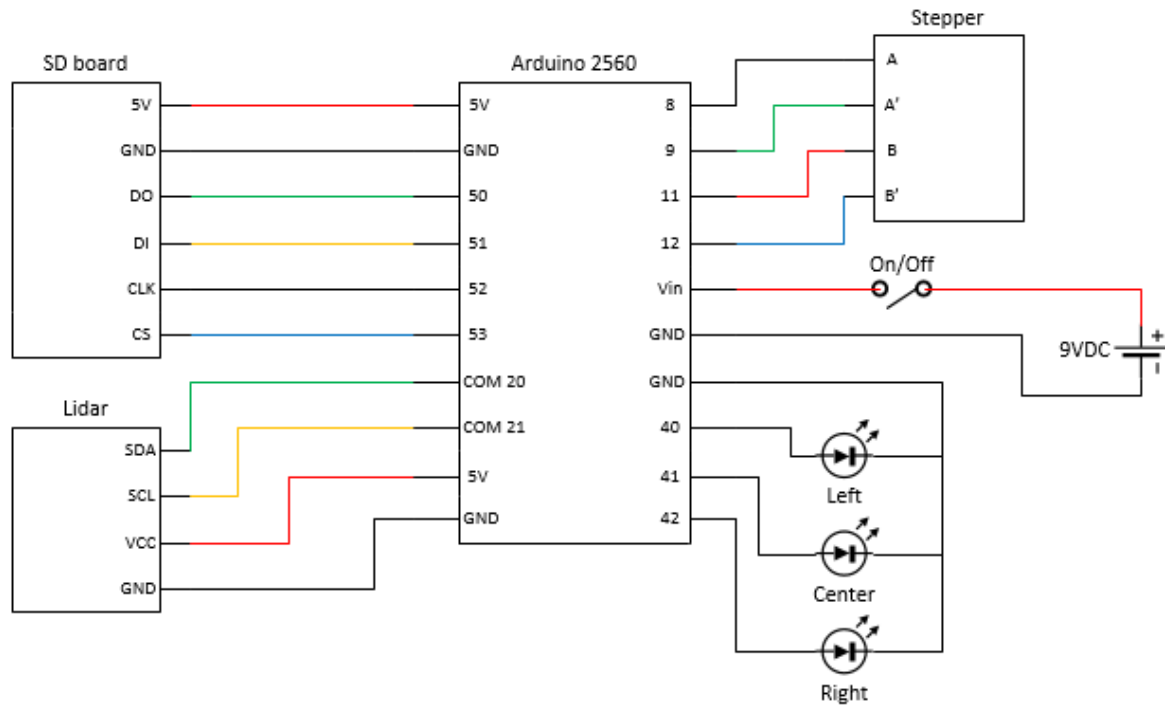 Stepper
SD board
Arduino 2560
A
A'
B
B'
5V
GND
DO
DI
CLK
CS
5V
GND
50
51
52
53
COM 20
COM 21
5V
GND
8
9
11
12
Vin
GND
GND
40
41
42
On/Off
9VDC
+
-
Lidar
SDA
SCL
VCC
GND
Left
Center
Right